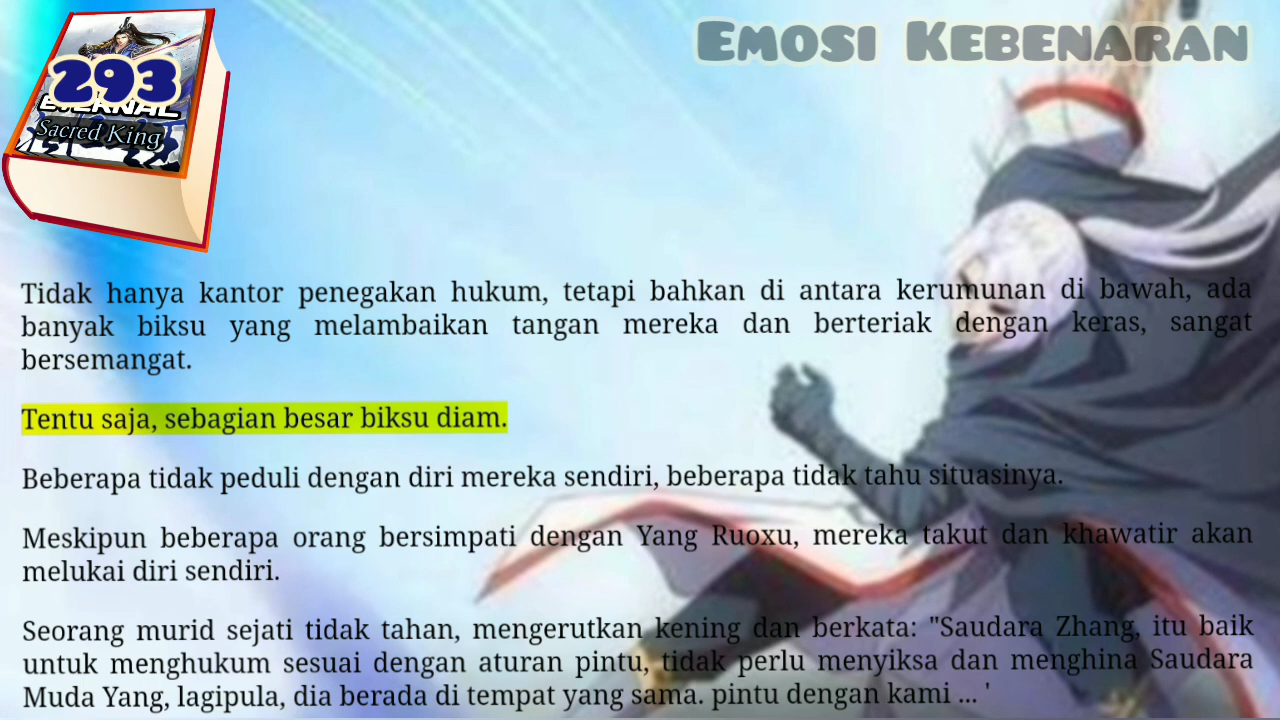 Emosi Kebenaran
293
ETERNAL
Sacred King
Tidak hanya kantor penegakan hukum, tetapi bahkan di antara kerumunan di bawah, ada
banyak biksu yang melambaikan tangan mereka dan berteriak dengan keras, sangat
bersemangat.
Tentu saja, sebagian besar biksu diam.
Beberapa tidak peduli dengan diri mereka sendiri, beberapa tidak tahu situasinya.
Meskipun beberapa orang bersimpati dengan Yang Ruoxu, mereka takut dan khawatir akan
melukai diri sendiri.
Seorang murid sejati tidak tahan, mengerutkan kening dan berkata: "Saudara Zhang, itu baik
untuk menghukum sesuai dengan aturan pintu, tidak perlu menyiksa dan menghina Saudara
Muda Yang, lagipula, dia berada di tempat yang sama. pintu dengan kami ... '